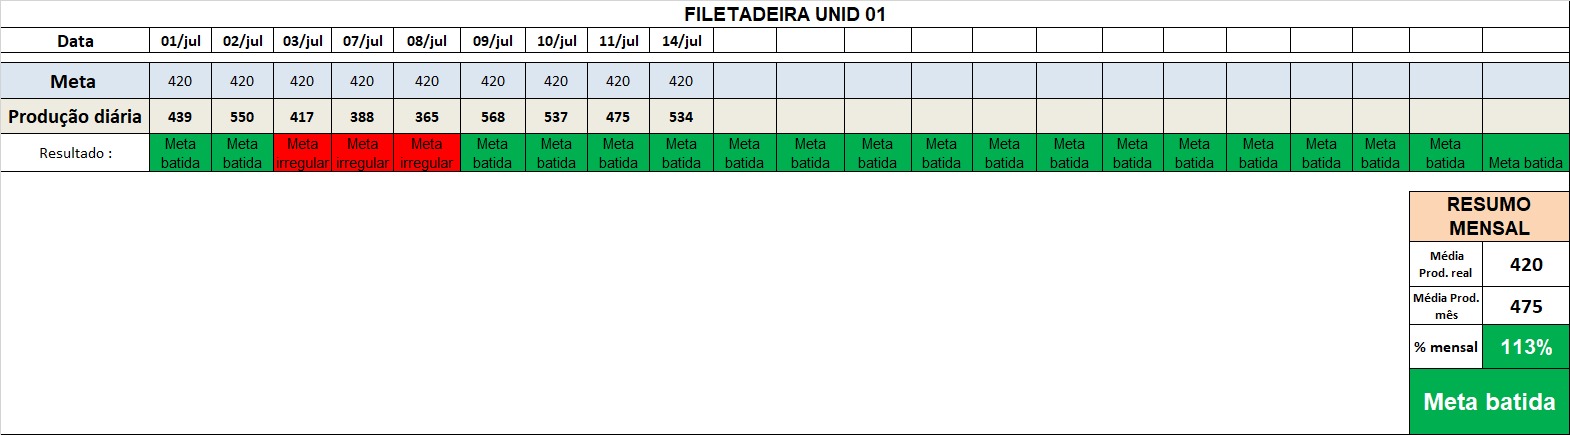 FILETADEIRA UNID 01
Data 01/jul 02/jul 03/jul 07/jul 08/jul 09/jul 10/jul 11/jul 14/jul
Meta 420 420 420 420 420 420 420 420 420
Produção diária 439 550 417 388 365 568 537 475 534
Resultado : Meta batida Meta batida Meta irregular Meta irregular Meta irregular Meta batida Meta batida Meta batida Meta batida Meta batida Meta batida Meta batida Meta batida Meta batida Meta batida Meta batida Meta batida Meta batida Meta batida Meta batida Meta batida Meta batida
RESUMO
MENSAL
Média
Prod. real 420
Média Prod.
mês 475
% mensal 113%
Meta batida